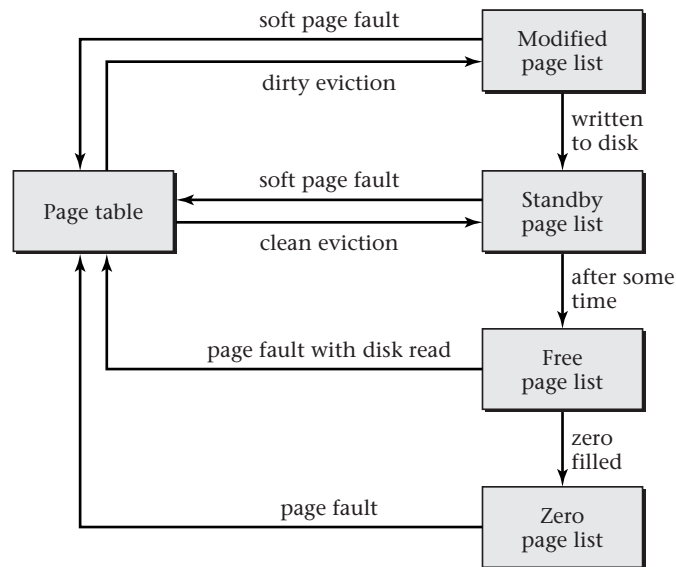 soft page fault
Modified
page list
dirty eviction
written
to disk
soft page fault
Page table
Standby
page list
clean eviction
after some
time
page fault with disk read
Free
page list
zero
filled
page fault
Zero
page list